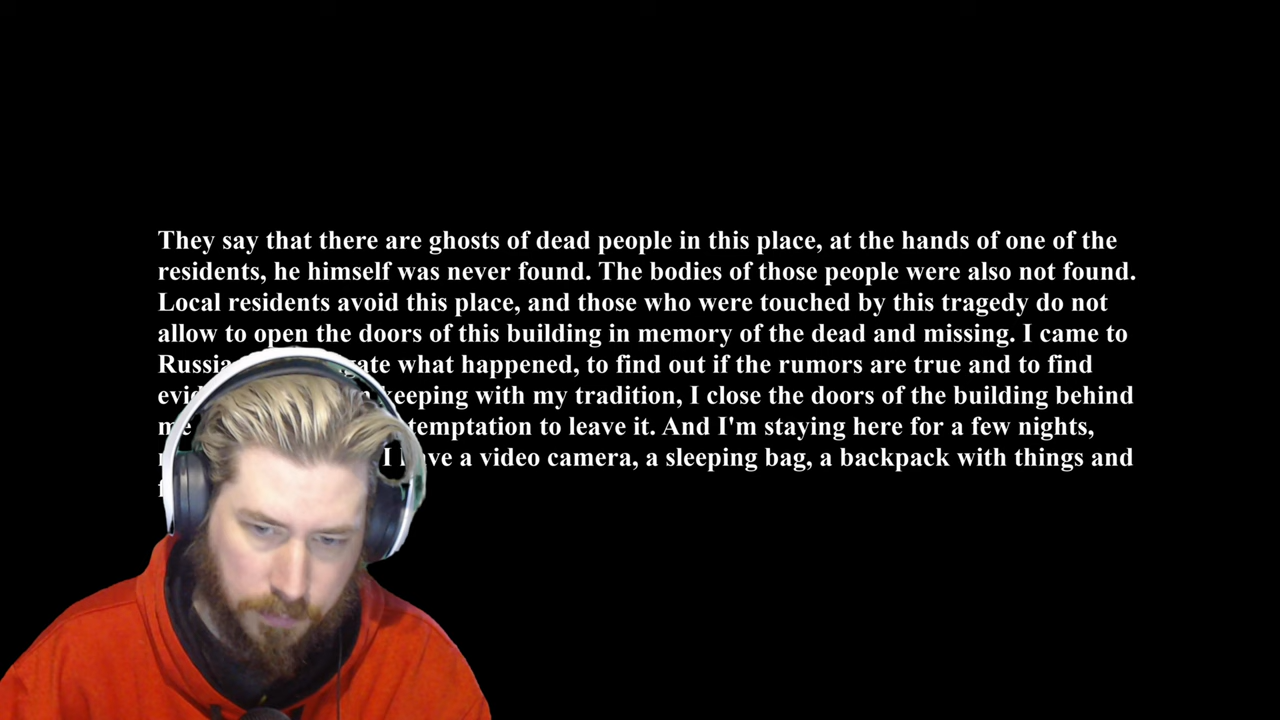 They say that there are ghosts of dead people in this place, at the hands of one of the
residents, he himself was never found. The bodies of those people were also not found.
Local residents avoid this place, and those who were touched by this tragedy do not
allow to open the doors of this building in memory of the dead and missing. I came to
Russia what happened, to find out if the rumors are true and to find
keeping with my tradition, I close the doors of the building behind
temptation to leave it. And I'm staying here for a few nights,
I have a video camera, a sleeping bag, a backpack with things and